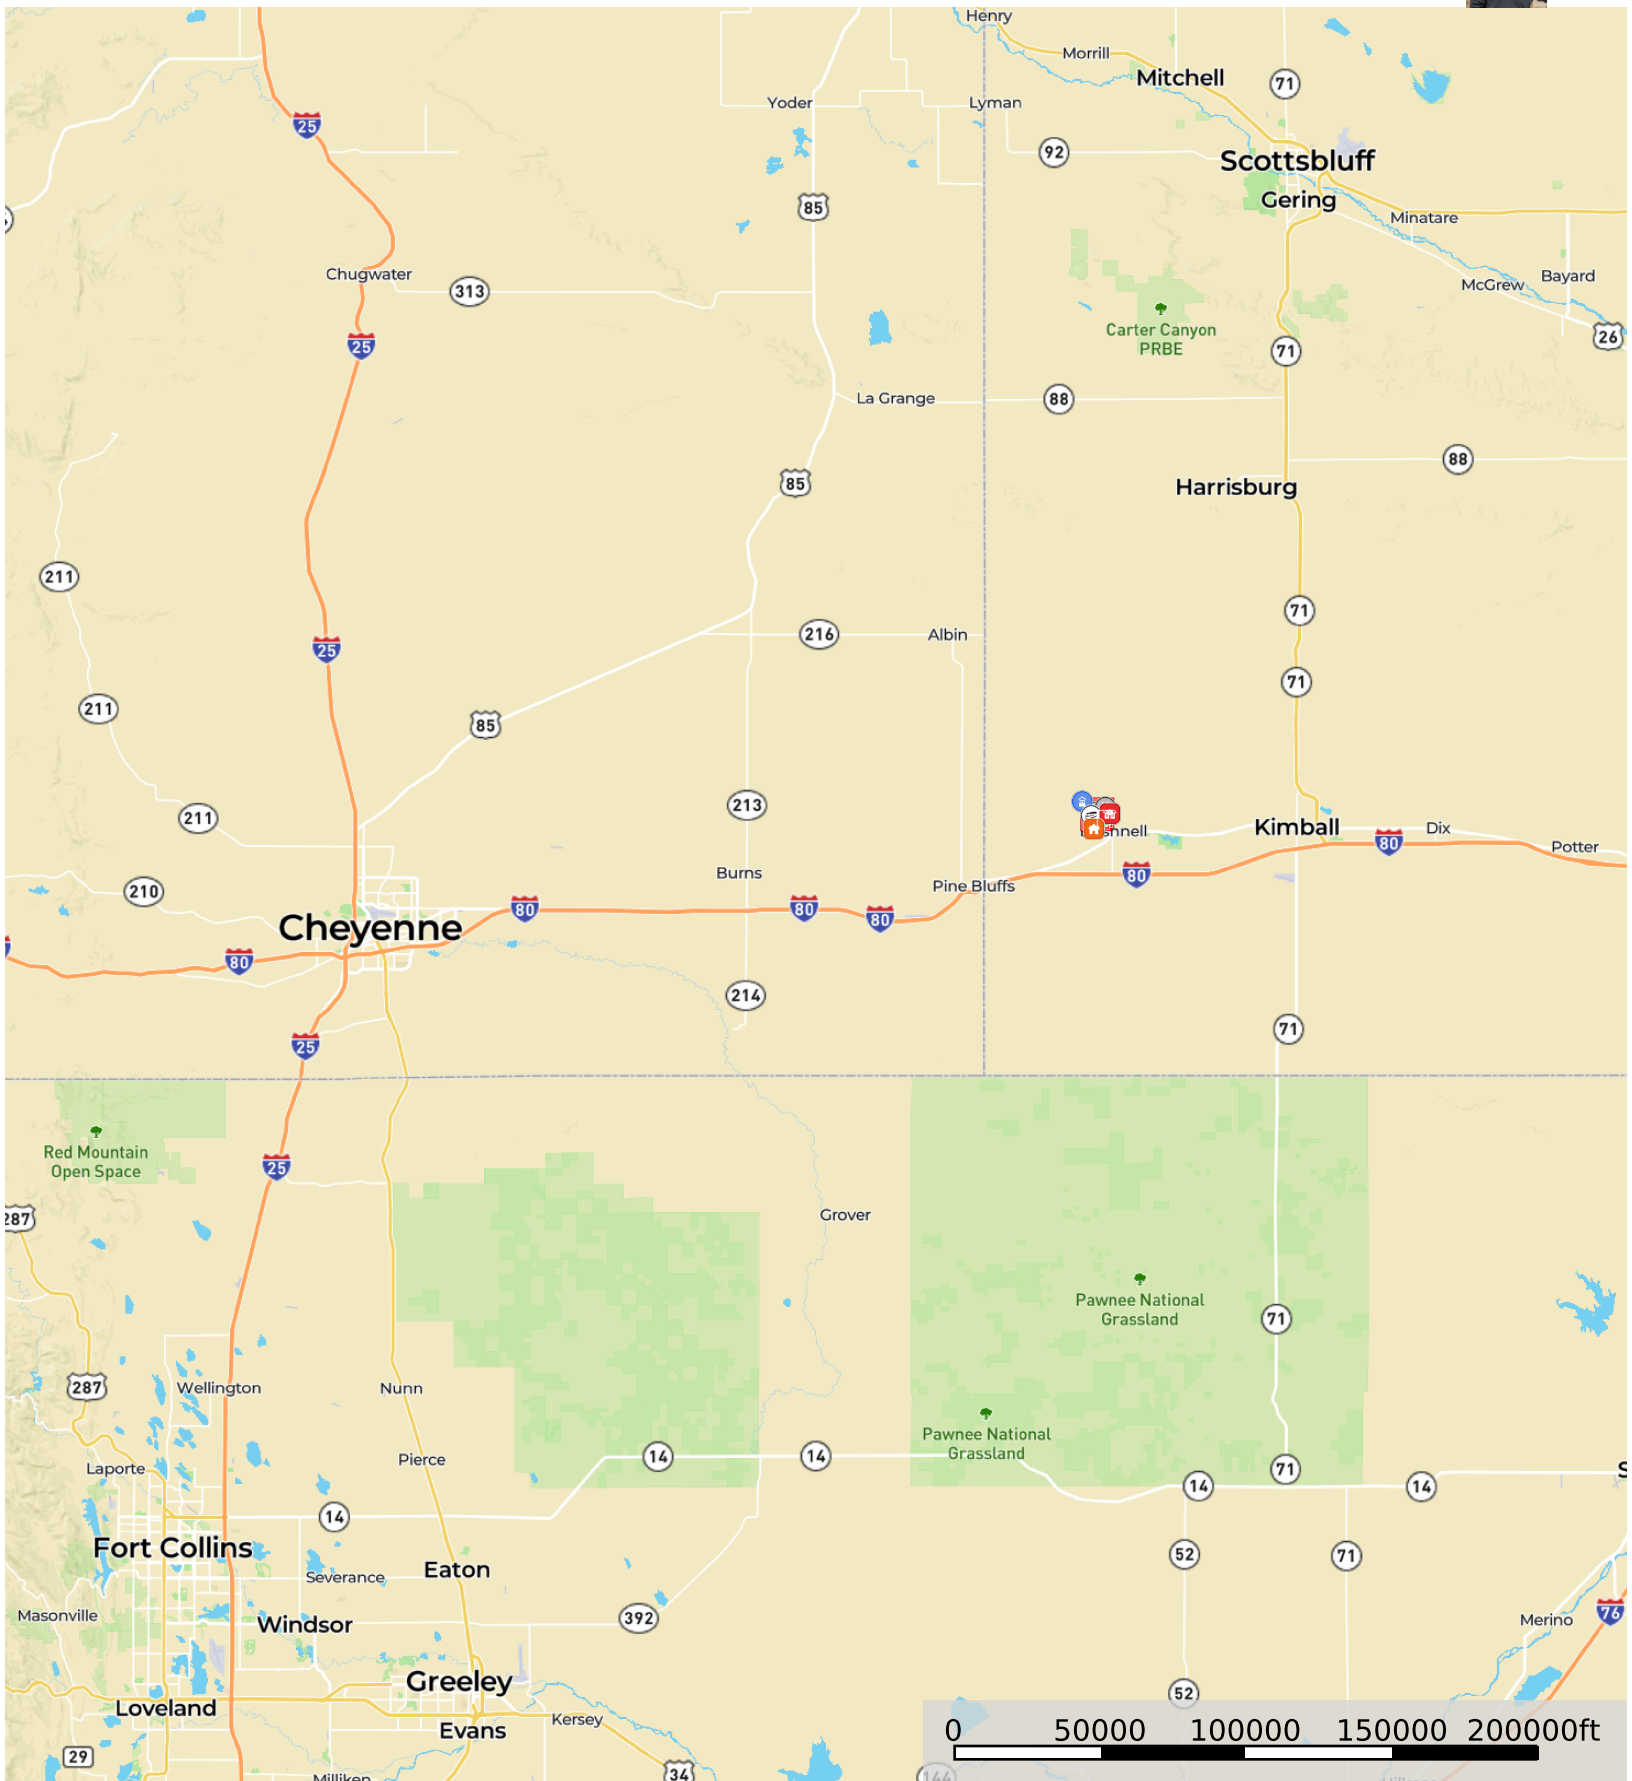 Henry
Morrill
Mitchell
71
25
Yoder
Lyman
92
Scottsbluff
Gering
85
Minatare
Chugwater
313
McGrew
Bayard
Carter Canyon
PRBE
26
25
71
La Grange
88
88
85
Harrisburg
211
71
216
Albin
25
71
211
85
213
211
Kimball
Dix
nnell
80
Potter
Burns
80
Pine Bluffs
210
80
80
80
Cheyenne
80
214
71
25
Red Mountain
Open Space
25
287
Grover
Pawnee National
Grassland
71
287
Wellington
Nunn
Pawnee National
Grassland
Pierce
14
14
Laporte
71
14
14
14
Fort Collins
52
71
Eaton
Severance
Masonville
Windsor
392
Merino
76
Greeley
52
Loveland
Kersey
Evans
0 50000 100000 150000 200000ft
29
34
144
Milliken